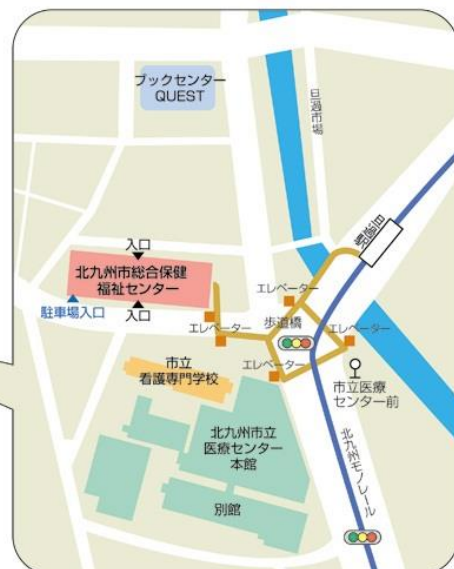 ブックセンター
QUEST
旦過市場
旦過駅
入口
北九州市総合保健
福祉センター
駐車場入口
入口
エレベーター
エレベーター
歩道橋
エレベーター
エレベーター
市立
看護専門学校
市立医療
センター前
北九州市立
医療センター
本館
別館
北九州モノレール